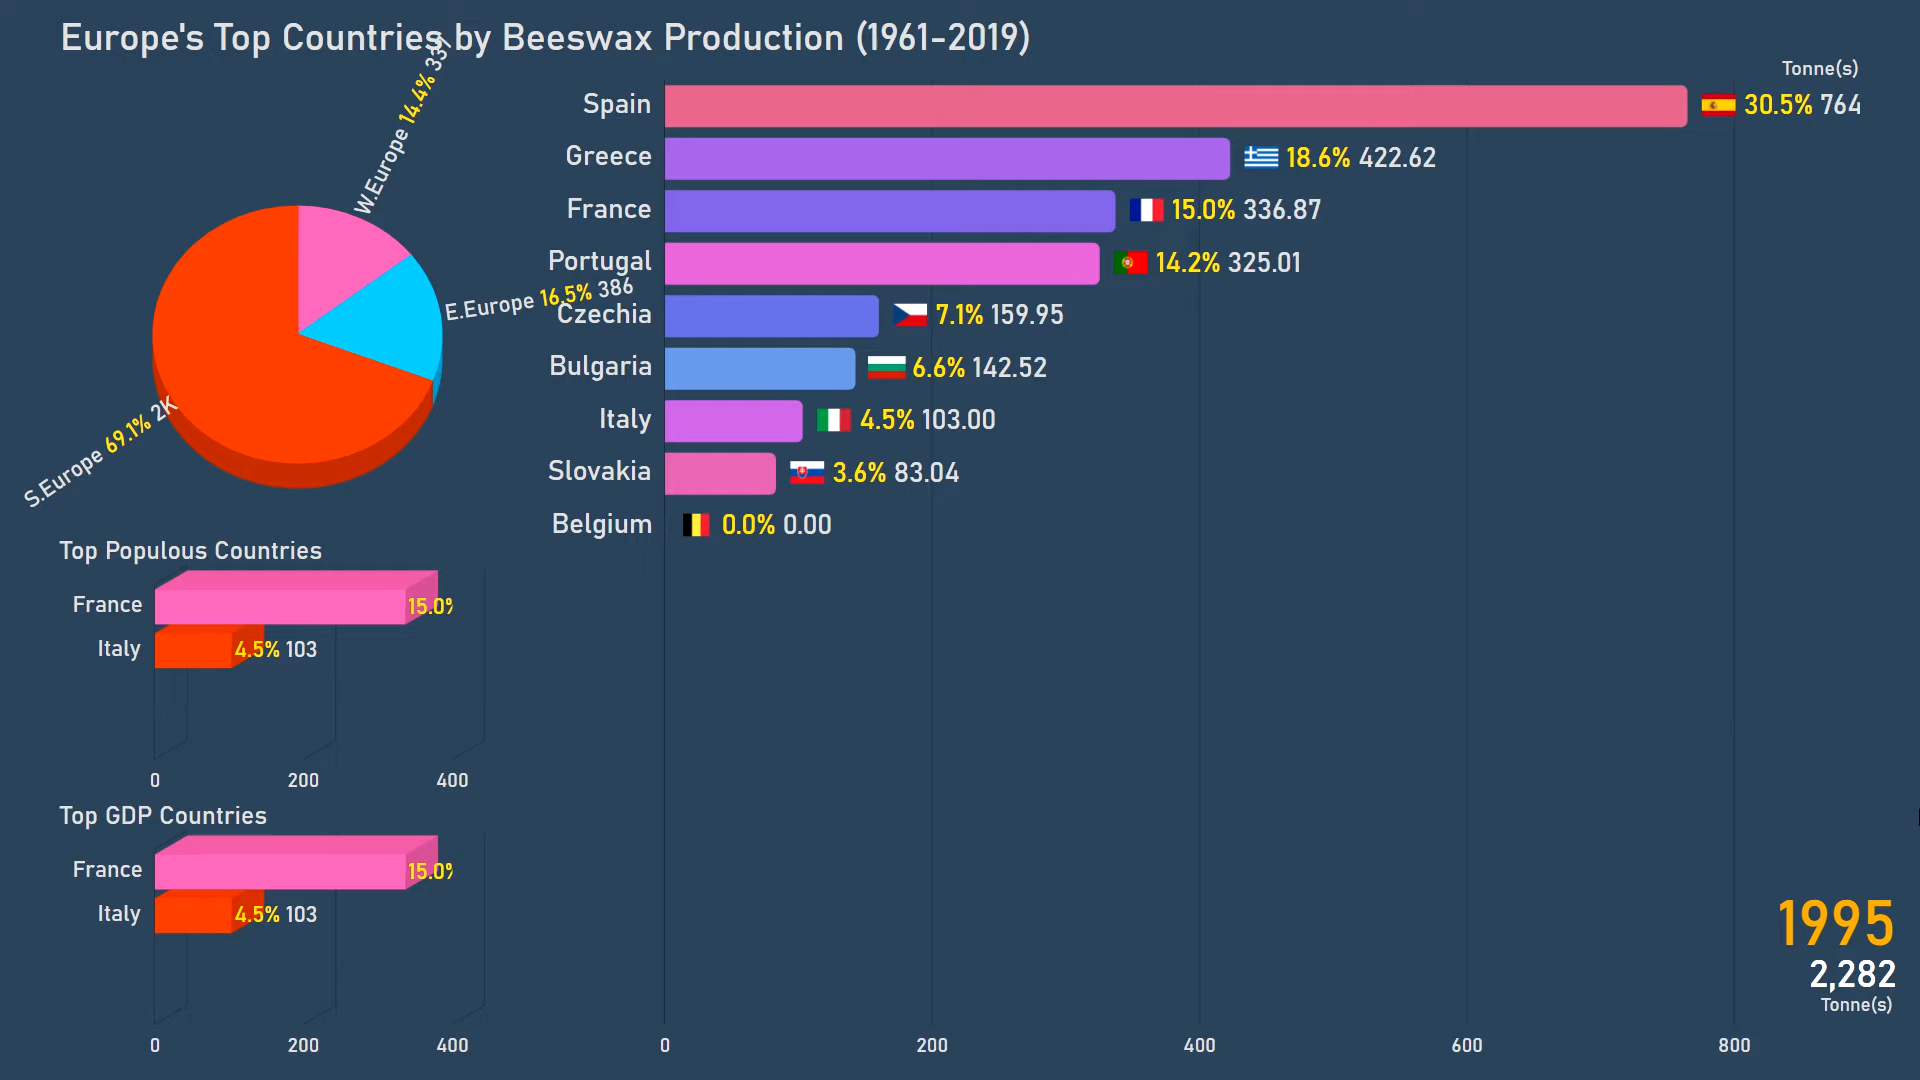 Europe's Top Countries by Beeswax Production (1961-2019)
Tonne(s)
Spain 30.5% 764
Greece 18.6% 422.62
France 15.0% 336.87
Portugal 14.2% 325.01
Czechia 7.1% 159.95
Bulgaria 6.6% 142.52
Italy 4.5% 103.00
Slovakia 3.6% 83.04
Belgium 0.0% 0.00
0 200 400 600 800
W.Europe 14.4% 337
E.Europe 16.5% 386
S.Europe 69.1% 2K
Top Populous Countries
France 15.0%
Italy 4.5% 103
0 200 400
Top GDP Countries
France 15.0%
Italy 4.5% 103
0 200 400
1995
2,282
Tonne(s)